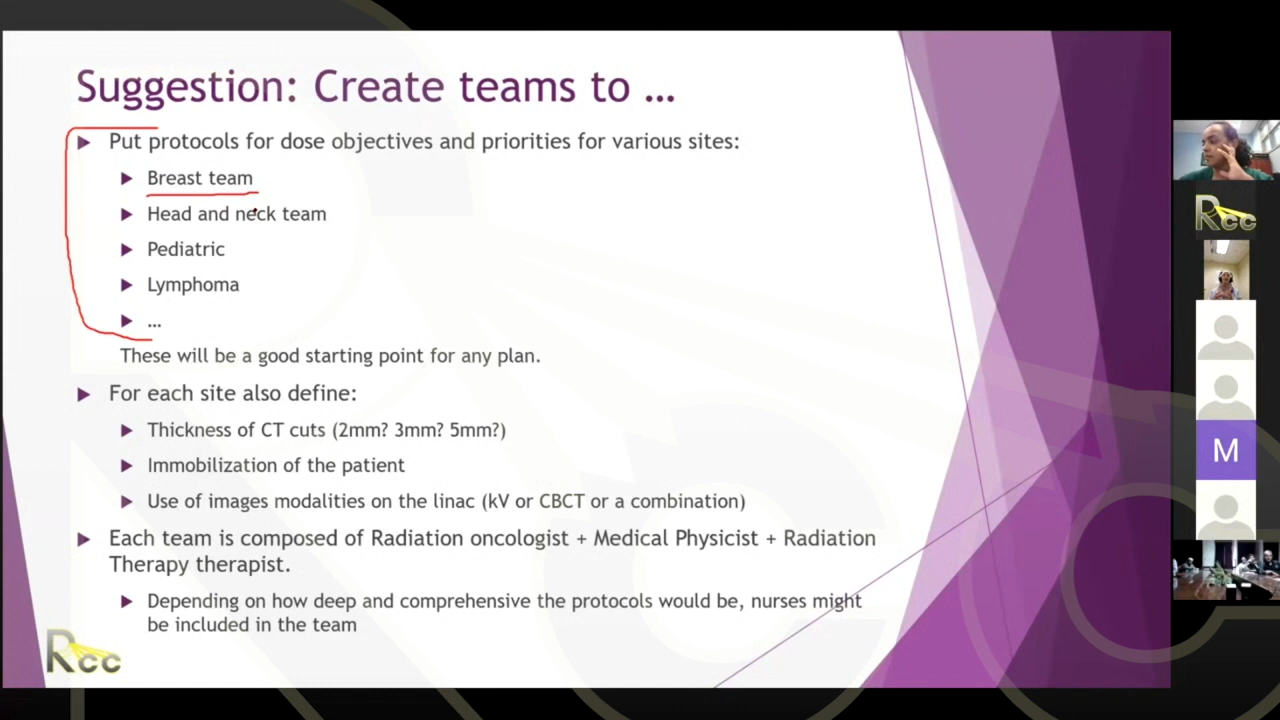 Suggestion: Create teams to ...
Put protocols for dose objectives and priorities for various sites:
Breast team
Head and neck team
Pediatric
Lymphoma
...
These will be a good starting point for any plan.
For each site also define:
Thickness of CT cuts (2mm? 3mm? 5mm?)
Immobilization of the patient
Use of images modalities on the linac (kV or CBCT or a combination)
Each team is composed of Radiation oncologist + Medical Physicist + Radiation
Therapy therapist.
Depending on how deep and comprehensive the protocols would be, nurses might
be included in the team
Rcc
Rcc
M